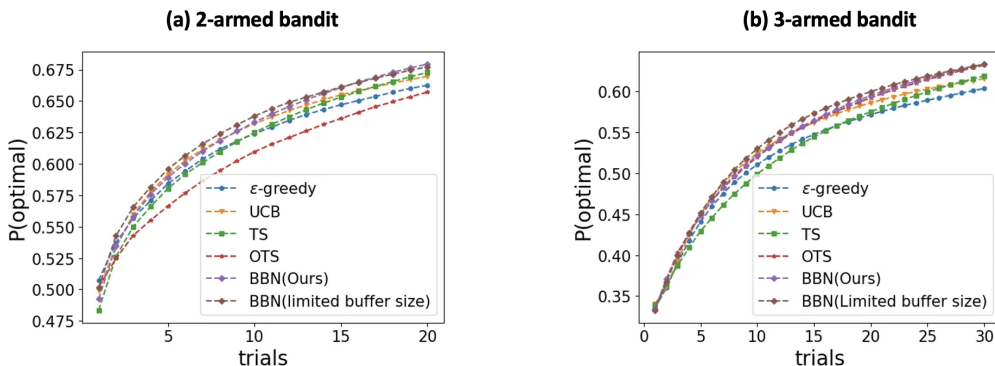 (a) 2-armed bandit
P(optimal)
0.675
0.650
0.625
0.600
0.575
0.550
0.525
0.500
0.475
5
10
15
20
trials
ε-greedy
UCB
TS
OTS
BBN(Ours)
BBN(limited buffer size)
(b) 3-armed bandit
P(optimal)
0.60
0.55
0.50
0.45
0.40
0.35
0
5
10
15
20
25
30
trials
ε-greedy
UCB
TS
OTS
BBN(Ours)
BBN(Limited buffer size)